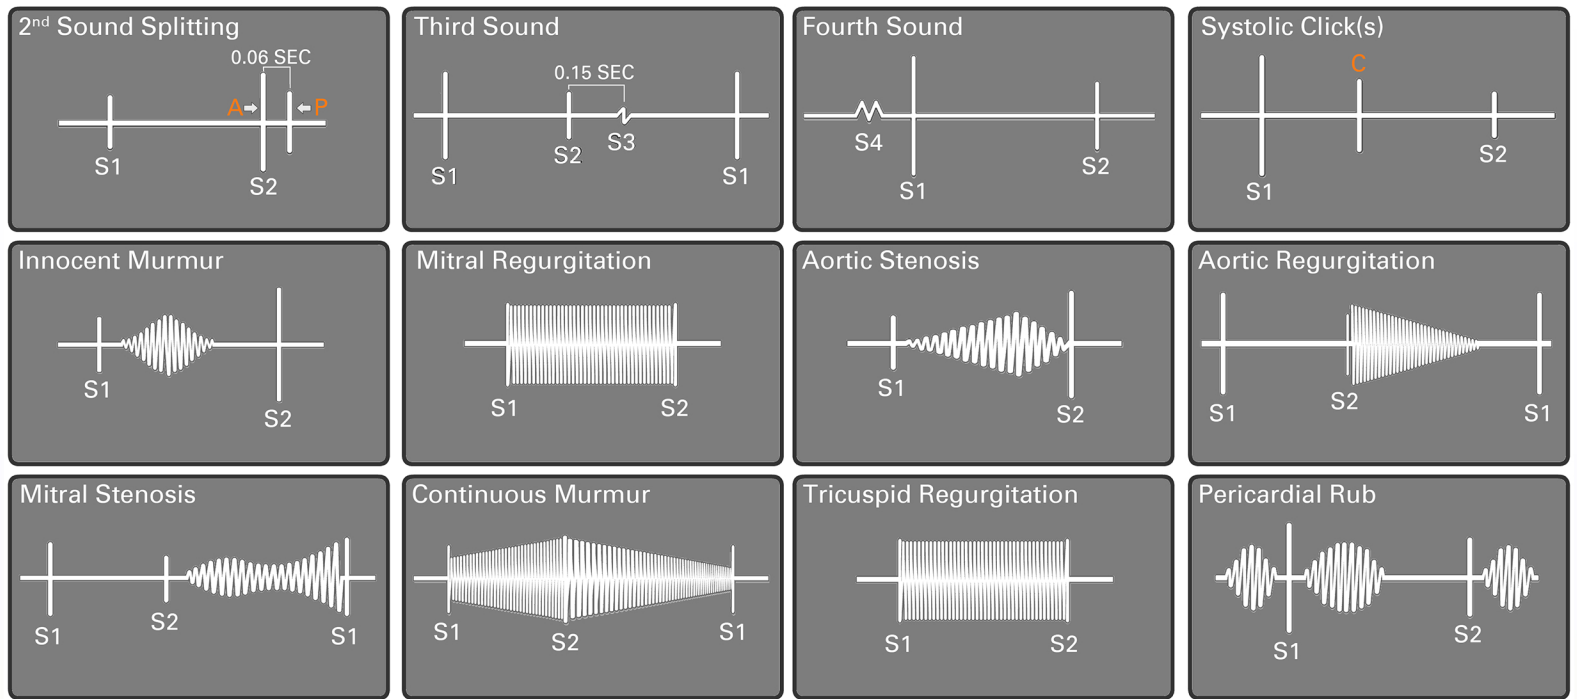 2nd Sound Splitting
0.06 SEC
A
P
S1
S2
Third Sound
0.15 SEC
S2
S3
S1
S1
Fourth Sound
S4
S2
S1
Systolic Click(s)
C
S2
S1
Innocent Murmur
S1
S2
Mitral Regurgitation
S1
S2
Aortic Stenosis
S1
S2
Aortic Regurgitation
S2
S1
S1
Mitral Stenosis
S2
S1
S1
Continuous Murmur
S1
S2
S1
Tricuspid Regurgitation
S1
S2
Pericardial Rub
S2
S1